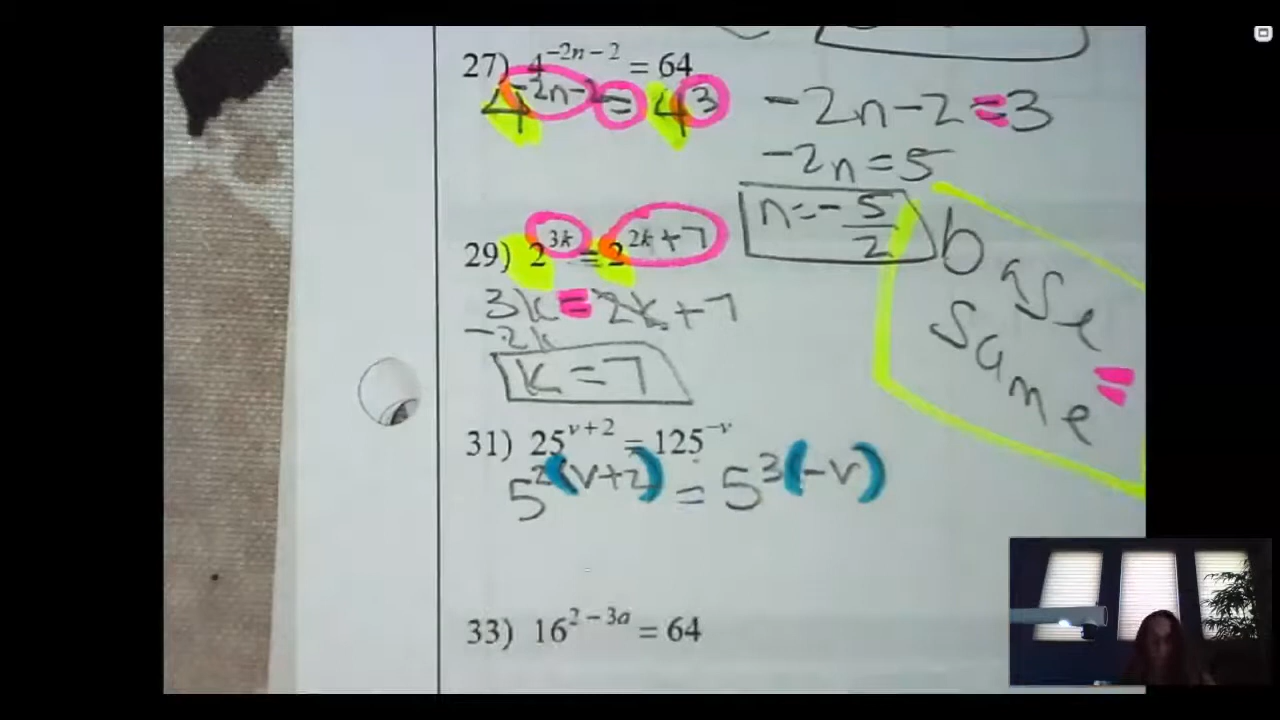 27) 4^{-2n-2} = 64
4^{-2n-2} = 4^3
-2n-2=3
-2n=5
n=-5/2
29) 2^{3k} = 2^{2k+7}
3k=2k+7
-2k
k=7
base
same =
31) 25^{v+2} = 125^{-v}
5^{2(v+2)} = 5^{3(-v)}
33) 16^{2-3a} = 64